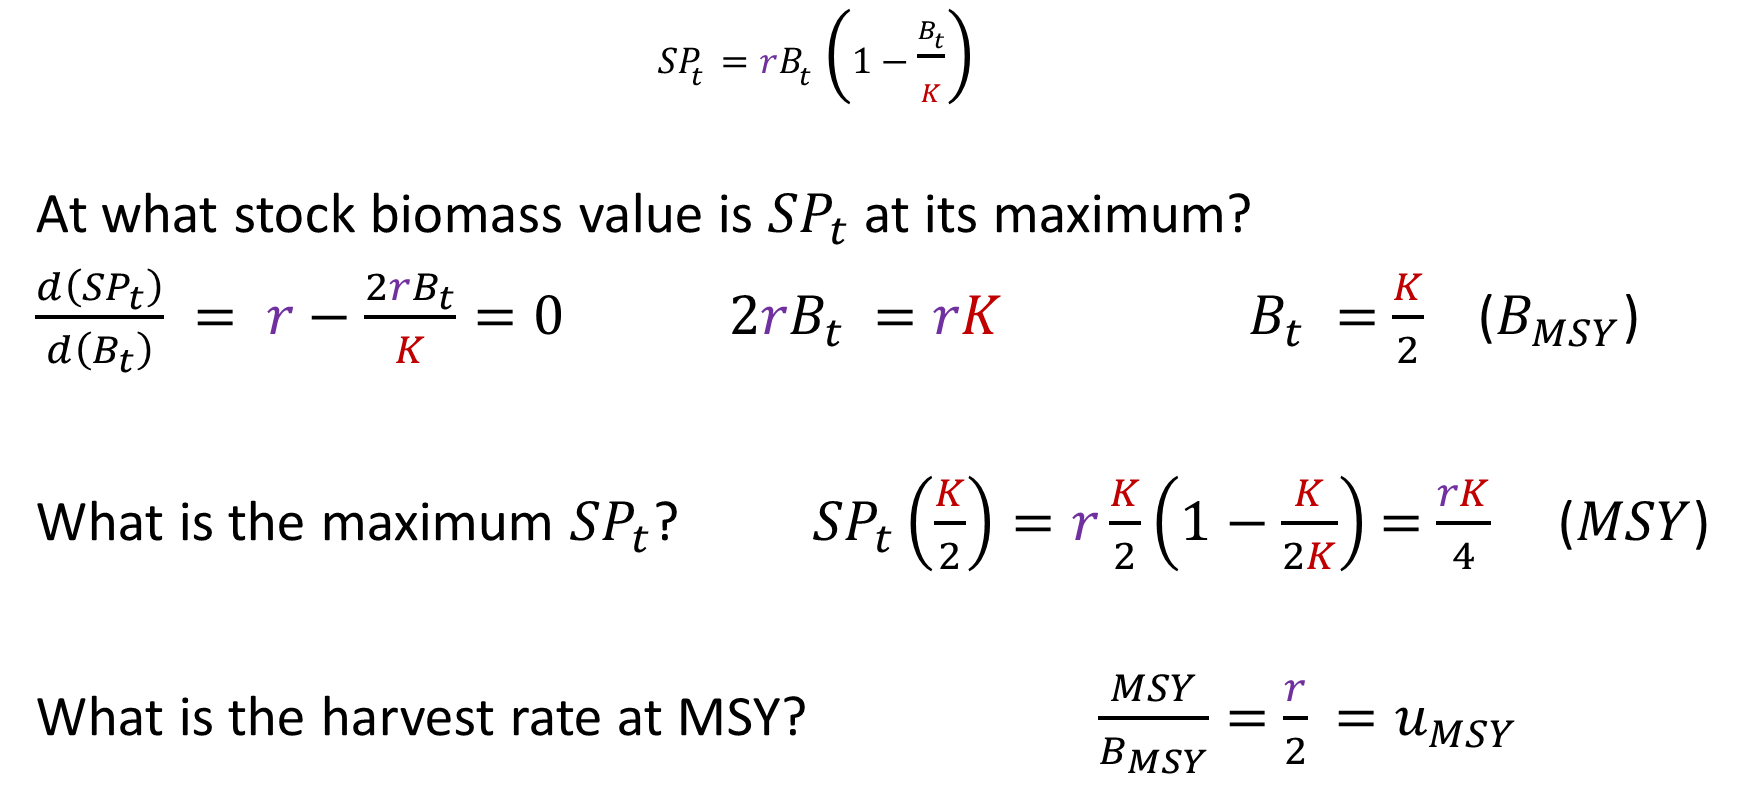 SP_t = rB_t (1 − B_t/K)
At what stock biomass value is SP_t at its maximum?
d(SP_t)/d(B_t) = r − 2rB_t/K = 0 2rB_t = rK B_t = K/2 (B_MSY)
What is the maximum SP_t? SP_t (K/2) = r K/2 (1 − K/2K) = rK/4 (MSY)
What is the harvest rate at MSY? MSY/B_MSY = r/2 = u_MSY